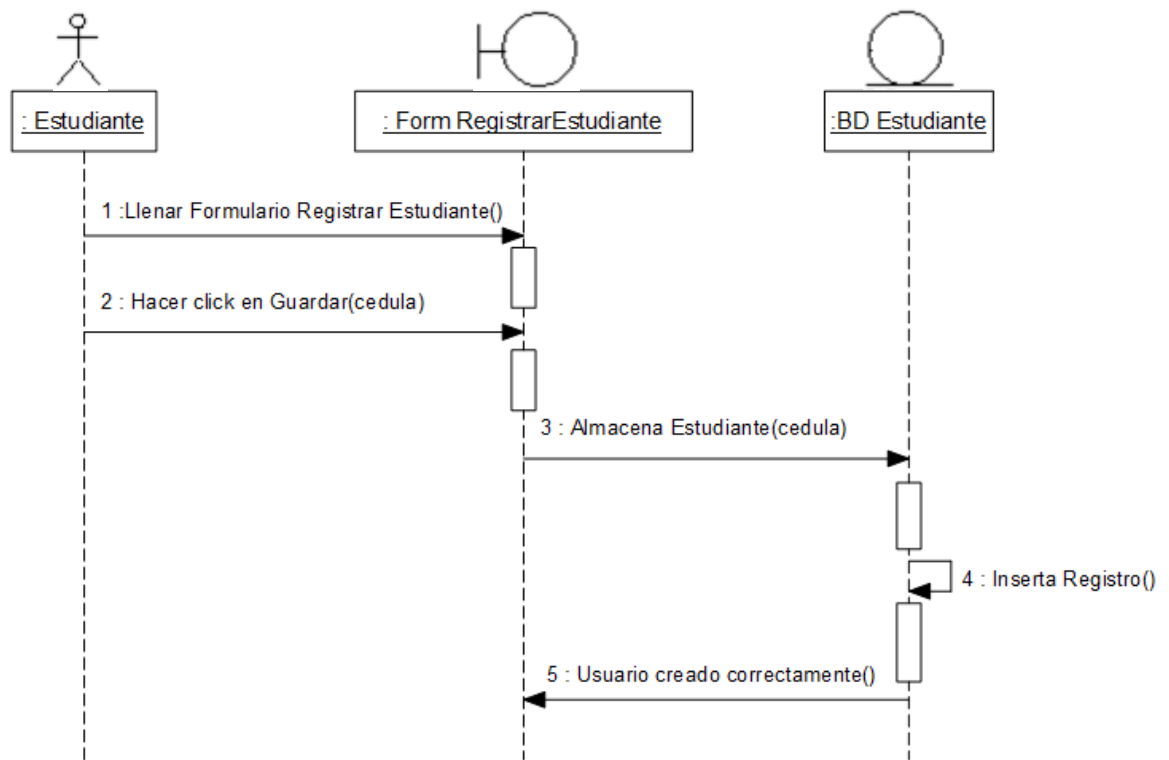 : Estudiante
: Form RegistrarEstudiante
:BD Estudiante
1 :Llenar Formulario Registrar Estudiante()
2 : Hacer click en Guardar(cedula)
3 : Almacena Estudiante(cedula)
4 : Inserta Registro()
5 : Usuario creado correctamente()